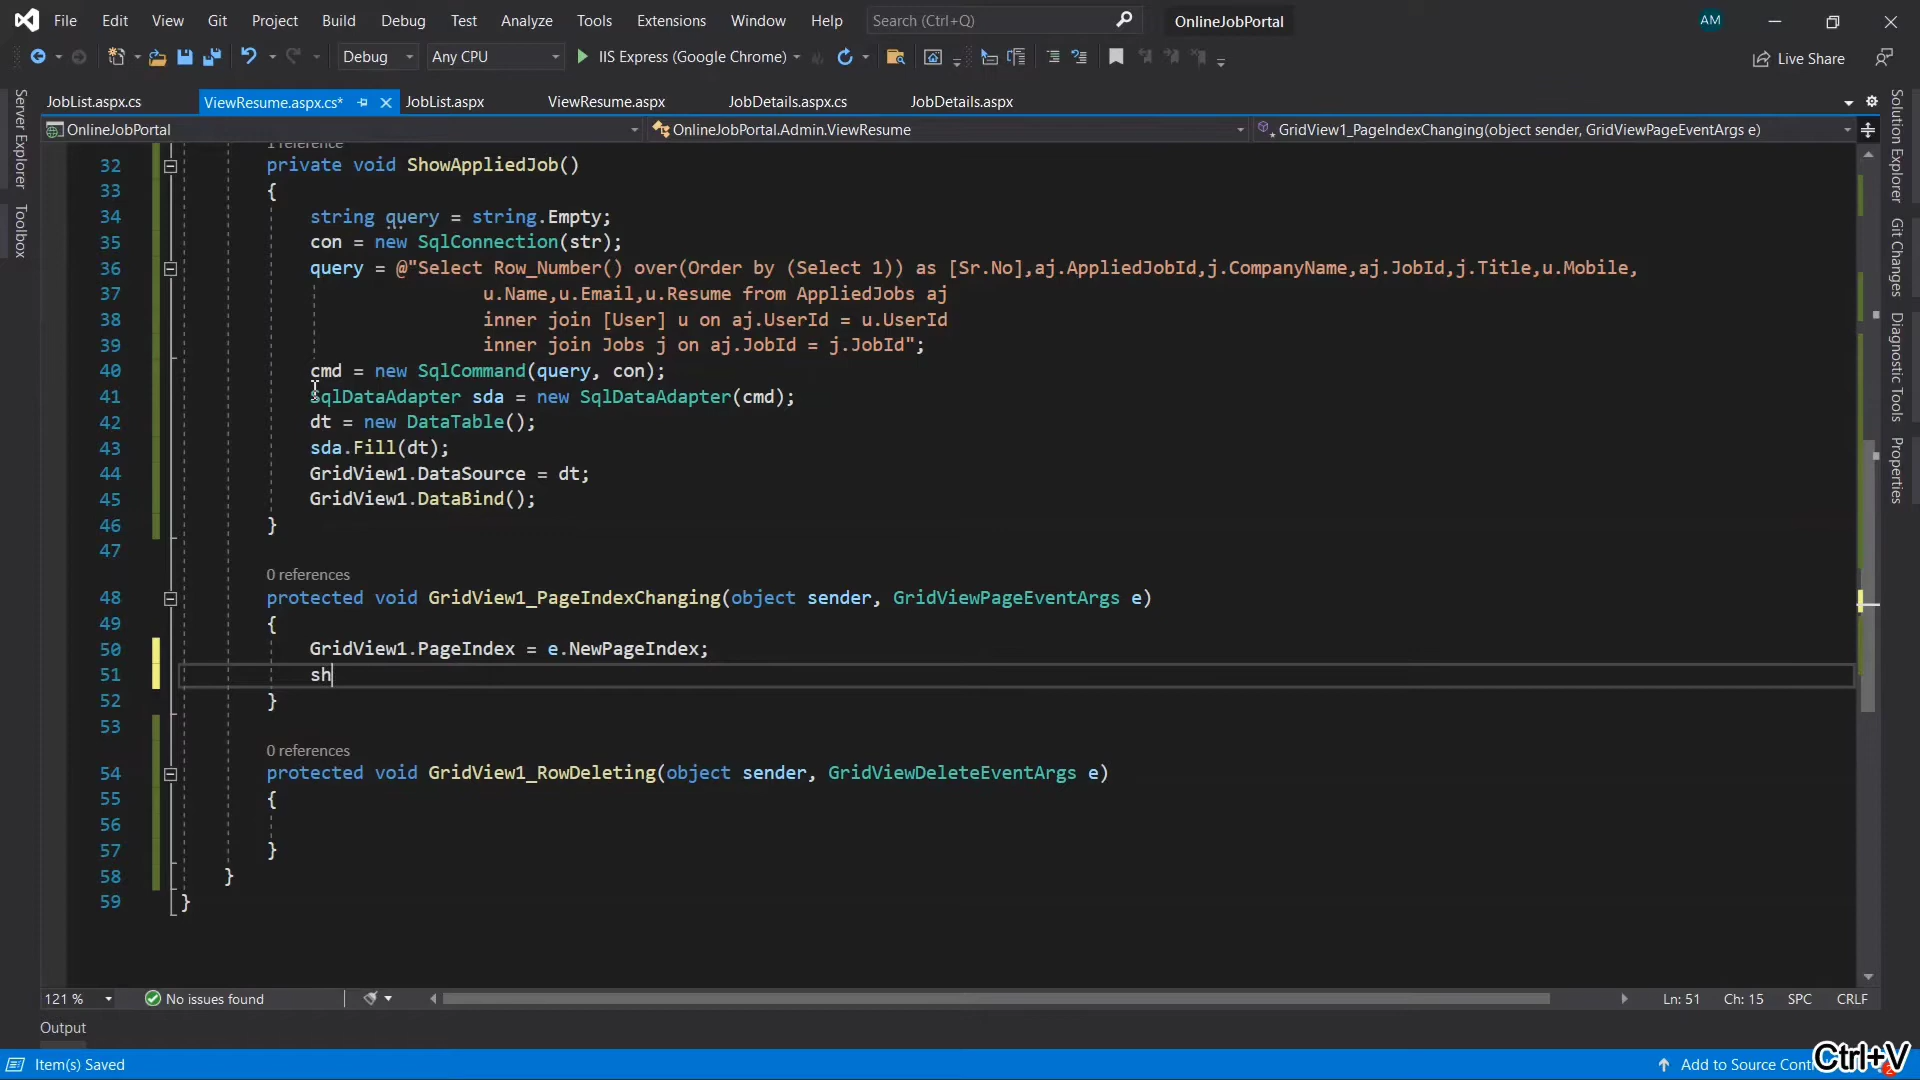 File Edit View Git Project Build Debug Test Analyze Tools Extensions Window Help Search (Ctrl+Q) OnlineJobPortal AM
Debug Any CPU IIS Express (Google Chrome) Live Share
JobList.aspx.cs ViewResume.aspx.cs* JobList.aspx ViewResume.aspx JobDetails.aspx.cs JobDetails.aspx
OnlineJobPortal OnlineJobPortal.Admin.ViewResume GridView1_PageIndexChanging(object sender, GridViewPageEventArgs e)
Server Explorer
Toolbox
Solution Explorer
Git Changes
Diagnostic Tools
Properties
1 reference
32 private void ShowAppliedJob()
33 {
34 string query = string.Empty;
35 con = new SqlConnection(str);
36 query = @"Select Row_Number() over(Order by (Select 1)) as [Sr.No],aj.AppliedJobId,j.CompanyName,aj.JobId,j.Title,u.Mobile,
37 u.Name,u.Email,u.Resume from AppliedJobs aj
38 inner join [User] u on aj.UserId = u.UserId
39 inner join Jobs j on aj.JobId = j.JobId";
40 cmd = new SqlCommand(query, con);
41 SqlDataAdapter sda = new SqlDataAdapter(cmd);
42 dt = new DataTable();
43 sda.Fill(dt);
44 GridView1.DataSource = dt;
45 GridView1.DataBind();
46 }
47
0 references
48 protected void GridView1_PageIndexChanging(object sender, GridViewPageEventArgs e)
49 {
50 GridView1.PageIndex = e.NewPageIndex;
51 sh
52 }
53
0 references
54 protected void GridView1_RowDeleting(object sender, GridViewDeleteEventArgs e)
55 {
56
57 }
58 }
59 }
121 % No issues found Ln: 51 Ch: 15 SPC CRLF
Output
Item(s) Saved Add to Source Ctrl+V